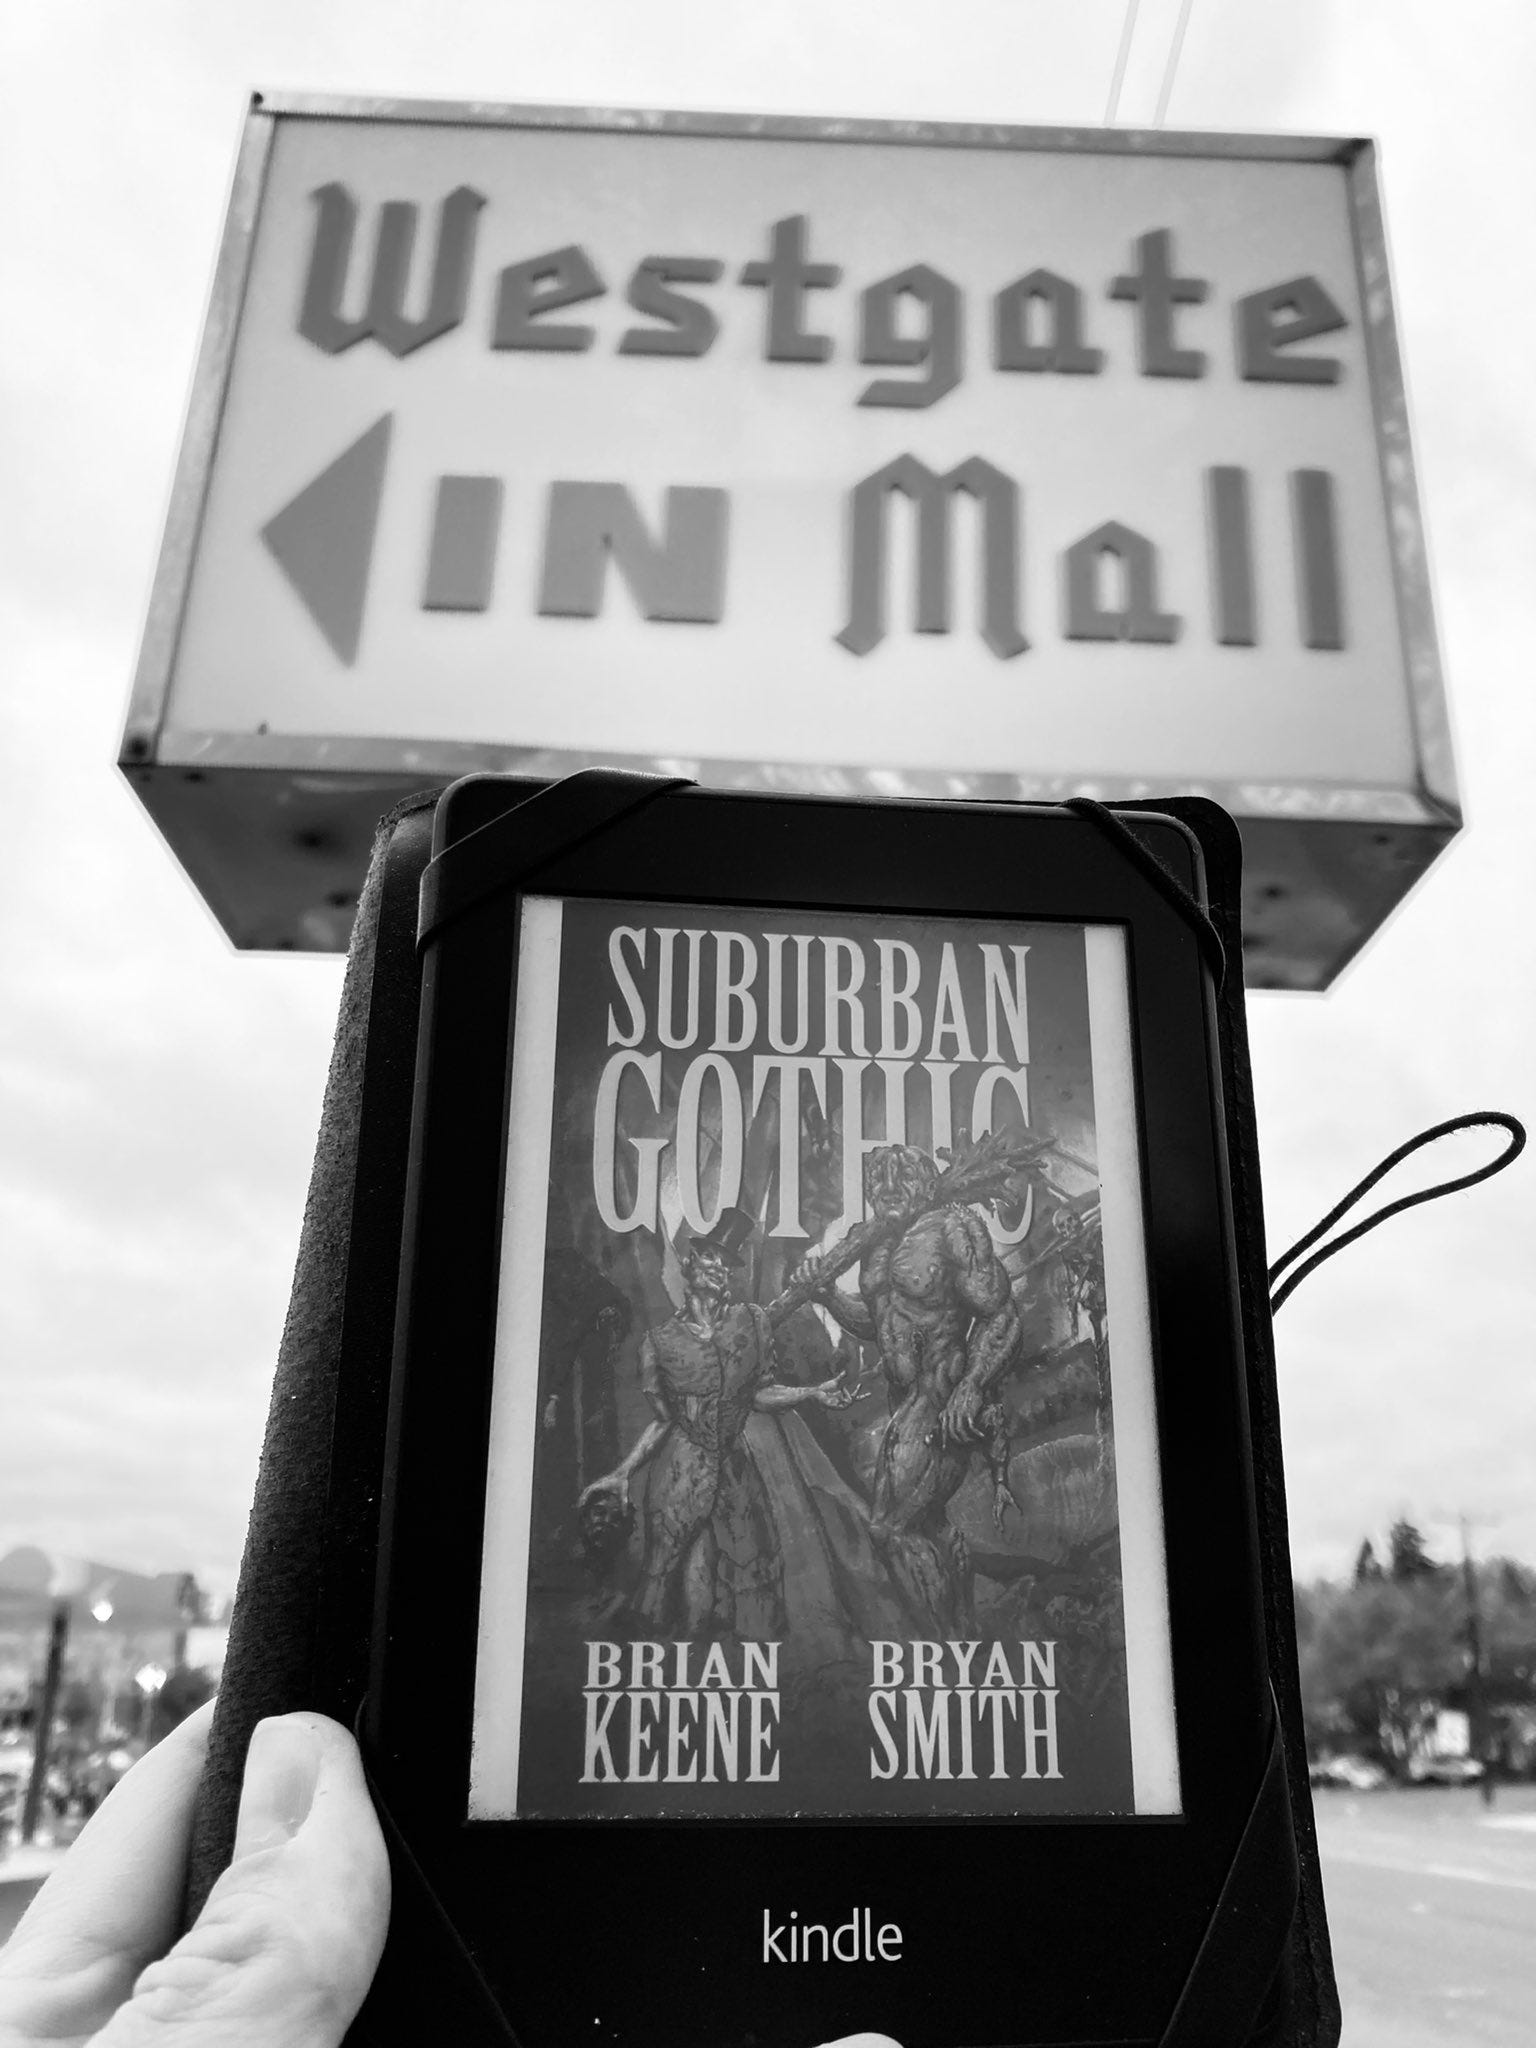 Westgate
IN Mall
SUBURBAN
GOTHIC
BRIAN
KEENE
BRYAN
SMITH
kindle